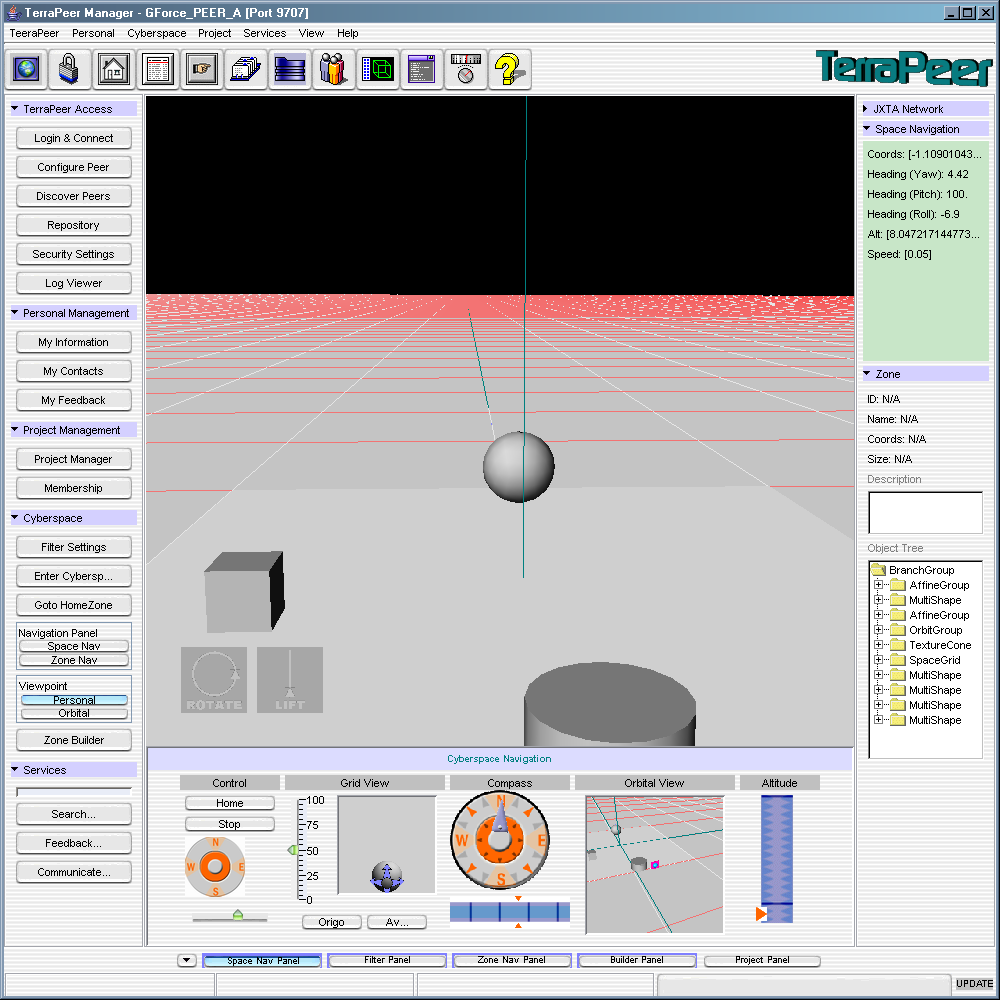 TerraPeer Manager - GForce_PEER_A [Port 9707]
TeeraPeer Personal Cyberspace Project Services View Help
TerraPeer
TerraPeer Access
Login & Connect
Configure Peer
Discover Peers
Repository
Security Settings
Log Viewer
Personal Management
My Information
My Contacts
My Feedback
Project Management
Project Manager
Membership
Cyberspace
Filter Settings
Enter Cybersp...
Goto HomeZone
Navigation Panel
Space Nav
Zone Nav
Viewpoint
Personal
Orbital
Zone Builder
Services
Search...
Feedback...
Communicate...
ROTATE
LIFT
JXTA Network
Space Navigation
Coords: [-1.10901043...
Heading (Yaw): 4.42
Heading (Pitch): 100.
Heading (Roll): -6.9
Alt: [8.047217144773...
Speed: [0.05]
Zone
ID: N/A
Name: N/A
Coords: N/A
Size: N/A
Description
Object Tree
BranchGroup
AffineGroup
MultiShape
AffineGroup
OrbitGroup
TextureCone
SpaceGrid
MultiShape
MultiShape
MultiShape
MultiShape
Cyberspace Navigation
Control
Home
Stop
N
W E
S
Grid View
100
75
50
25
0
Origo
Av...
Compass
N
W E
S
Orbital View
Altitude
Space Nav Panel
Filter Panel
Zone Nav Panel
Builder Panel
Project Panel
UPDATE